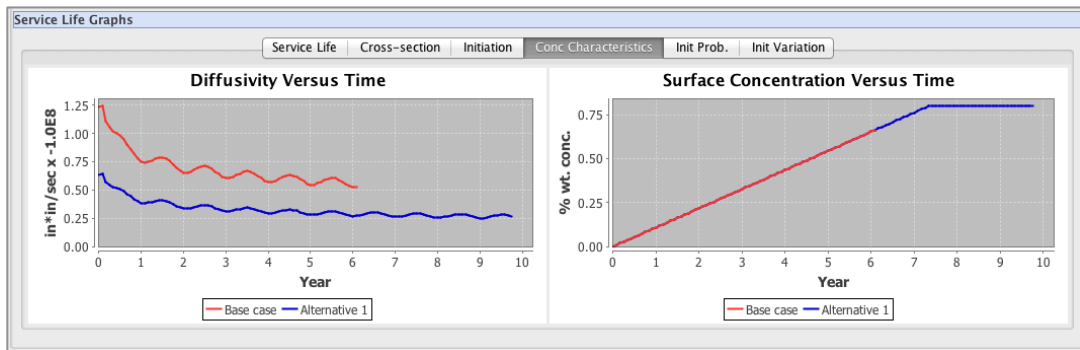 Service Life Graphs
Service Life Cross-section Initiation Conc Characteristics Init Prob. Init Variation
Diffusivity Versus Time
in*in/sec x -1.0E8
1.25
1.00
0.75
0.50
0.25
0.00
0 1 2 3 4 5 6 7 8 9 10
Year
Base case Alternative 1
Surface Concentration Versus Time
% wt. conc.
0.75
0.50
0.25
0.00
0 1 2 3 4 5 6 7 8 9 10
Year
Base case Alternative 1